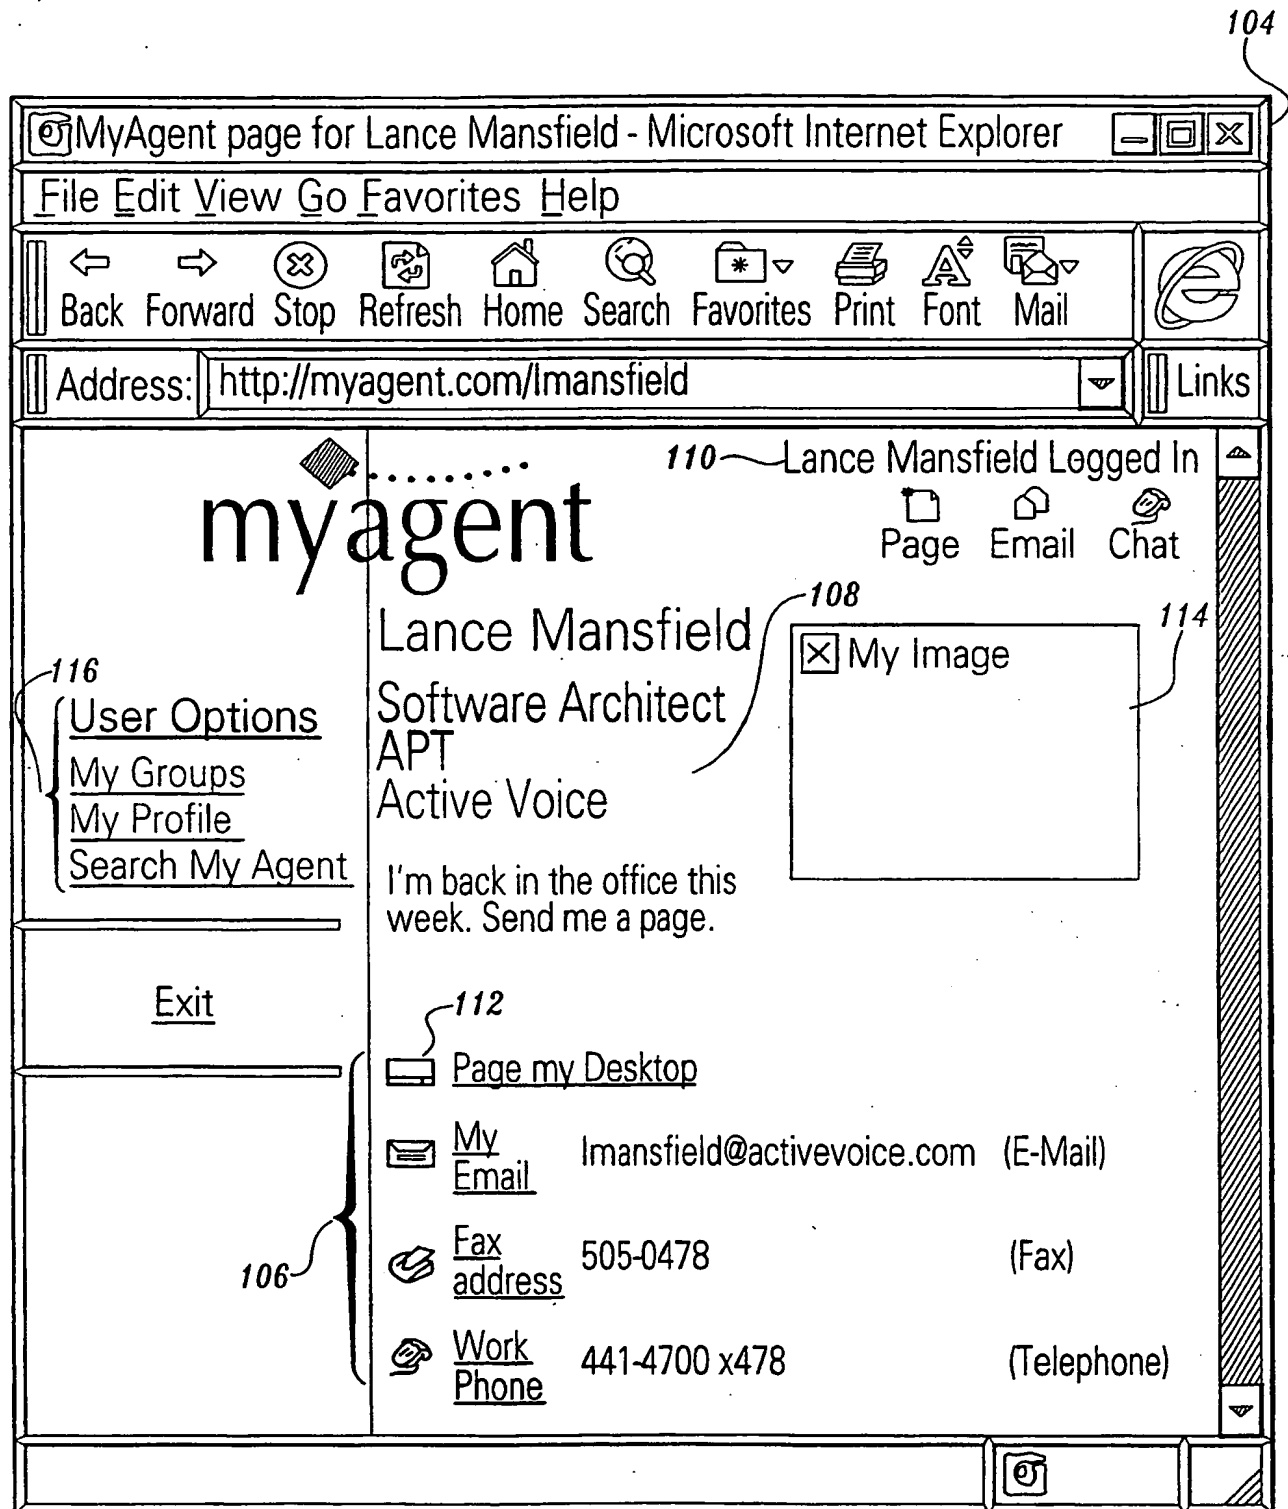 104
MyAgent page for Lance Mansfield - Microsoft Internet Explorer
File Edit View Go Favorites Help
Back Forward Stop Refresh Home Search Favorites Print Font Mail
Address: http://myagent.com/lmansfield Links
myagent
110 Lance Mansfield Logged In
Page Email Chat
108
114
Lance Mansfield
My Image
116
Software Architect
User Options
APT
My Groups
Active Voice
My Profile
Search My Agent
I'm back in the office this
week. Send me a page.
Exit
112
Page my Desktop
My
Email lmansfield@activevoice.com (E-Mail)
106
Fax
address 505-0478 (Fax)
Work
Phone 441-4700 x478 (Telephone)